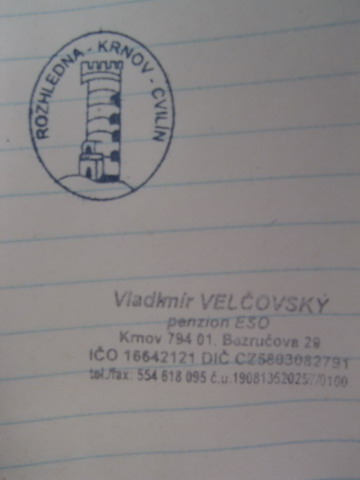 ROZHLEDNA - KRNOV - CVILÍN
Vladimír VELČOVSKÝ
penzion ESO
Krnov 794 01, Bezručova 29
IČO 16642121 DIČ CZ6803082791
tel./fax: 554 618 095 č.ú.